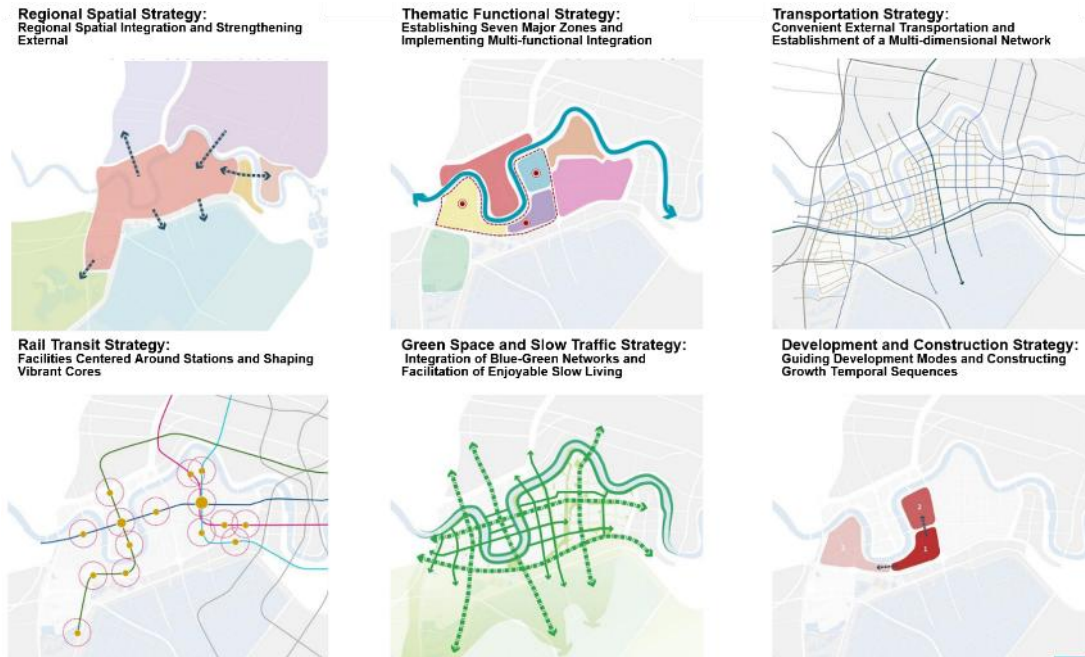 Regional Spatial Strategy:
Regional Spatial Integration and Strengthening
External
Thematic Functional Strategy:
Establishing Seven Major Zones and
Implementing Multi-functional Integration
Transportation Strategy:
Convenient External Transportation and
Establishment of a Multi-dimensional Network
Rail Transit Strategy:
Facilities Centered Around Stations and Shaping
Vibrant Cores
Green Space and Slow Traffic Strategy:
Integration of Blue-Green Networks and
Facilitation of Enjoyable Slow Living
Development and Construction Strategy:
Guiding Development Modes and Constructing
Growth Temporal Sequences
2
1
3